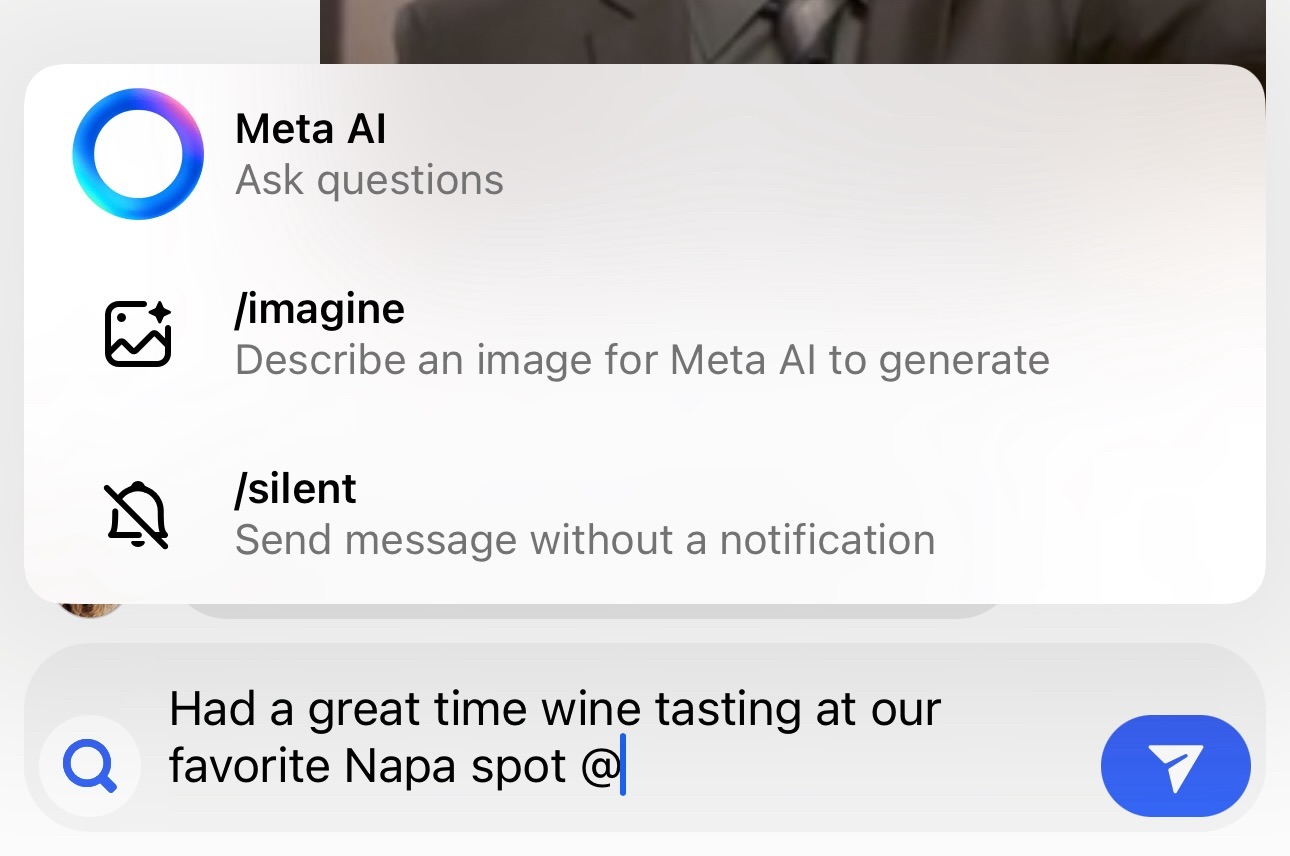 Meta AI
Ask questions
/imagine
Describe an image for Meta AI to generate
/silent
Send message without a notification
Had a great time wine tasting at our
favorite Napa spot @